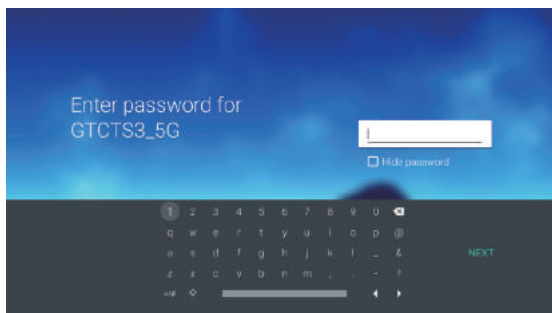 Enter password for
GTCTS3_5G
Hide password
1 2 3 4 5 6 7 8 9 0
q w e r t y u i o p @
a s d f g h j k l _ &
NEXT
z x c v b n m , . - ?